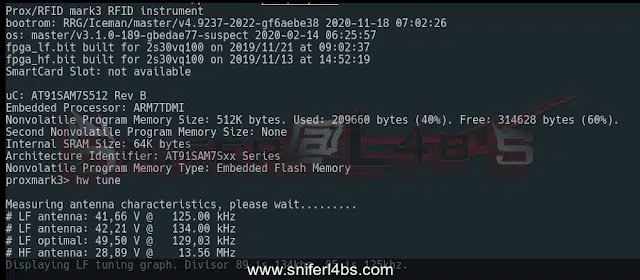 Prox/RFID mark3 RFID instrument
bootrom: RRG/Iceman/master/v4.9237-2022-gf6aebe38 2020-11-18 07:02:26
os: master/v3.1.0-189-gbedae77-suspect 2020-02-14 06:25:57
fpga_lf.bit built for 2s30vq100 on 2019/11/21 at 09:02:37
fpga_hf.bit built for 2s30vq100 on 2019/11/13 at 14:52:19
SmartCard Slot: not available
uC: AT91SAM7S512 Rev B
Embedded Processor: ARM7TDMI
Nonvolatile Program Memory Size: 512K bytes. Used: 209660 bytes (40%). Free: 314628 bytes (60%).
Second Nonvolatile Program Memory Size: None
Internal SRAM Size: 64K bytes
Architecture Identifier: AT91SAM7Sxx Series
Nonvolatile Program Memory Type: Embedded Flash Memory
proxmark3> hw tune
Measuring antenna characteristics, please wait.........
# LF antenna: 41,66 V @   125.00 kHz
# LF antenna: 42,21 V @   134.00 kHz
# LF optimal: 49,50 V @   129,03 kHz
# HF antenna: 28,89 V @    13.56 MHz
Displaying LF tuning graph. Divisor 89 is 134khz, 95 is 125khz.
www.sniferl4bs.com